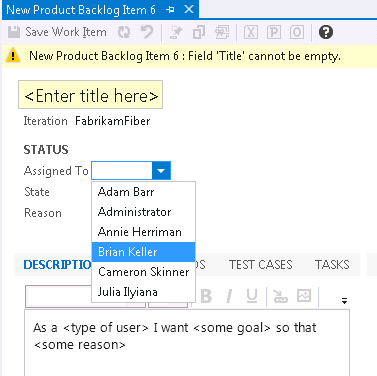 New Product Backlog Item 6
Save Work Item
New Product Backlog Item 6 : Field 'Title' cannot be empty.
<Enter title here>
Iteration FabrikamFiber
STATUS
Assigned To
State
Reason
Adam Barr
Administrator
Annie Herriman
Brian Keller
Cameron Skinner
Julia Ilyiana
DESCRIPTIO DS TEST CASES TASKS
B I U
As a <type of user> I want <some goal> so that
<some reason>